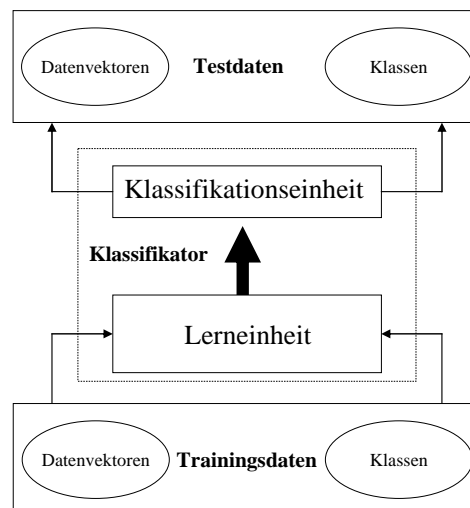 Datenvektoren Testdaten Klassen
Klassifikationseinheit
Klassifikator
Lerneinheit
Datenvektoren Trainingsdaten Klassen